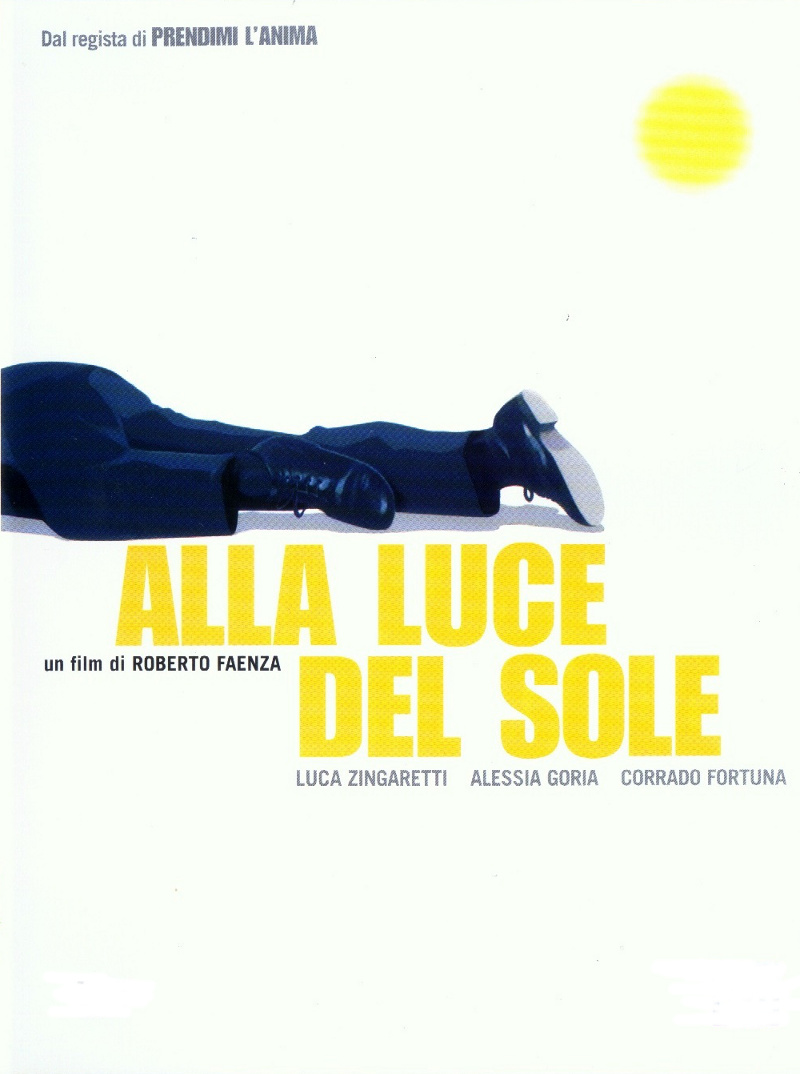 Dal regista di PRENDIMI L'ANIMA
ALLA LUCE
un film di ROBERTO FAENZA
DEL SOLE
LUCA ZINGARETTI ALESSIA GORIA CORRADO FORTUNA